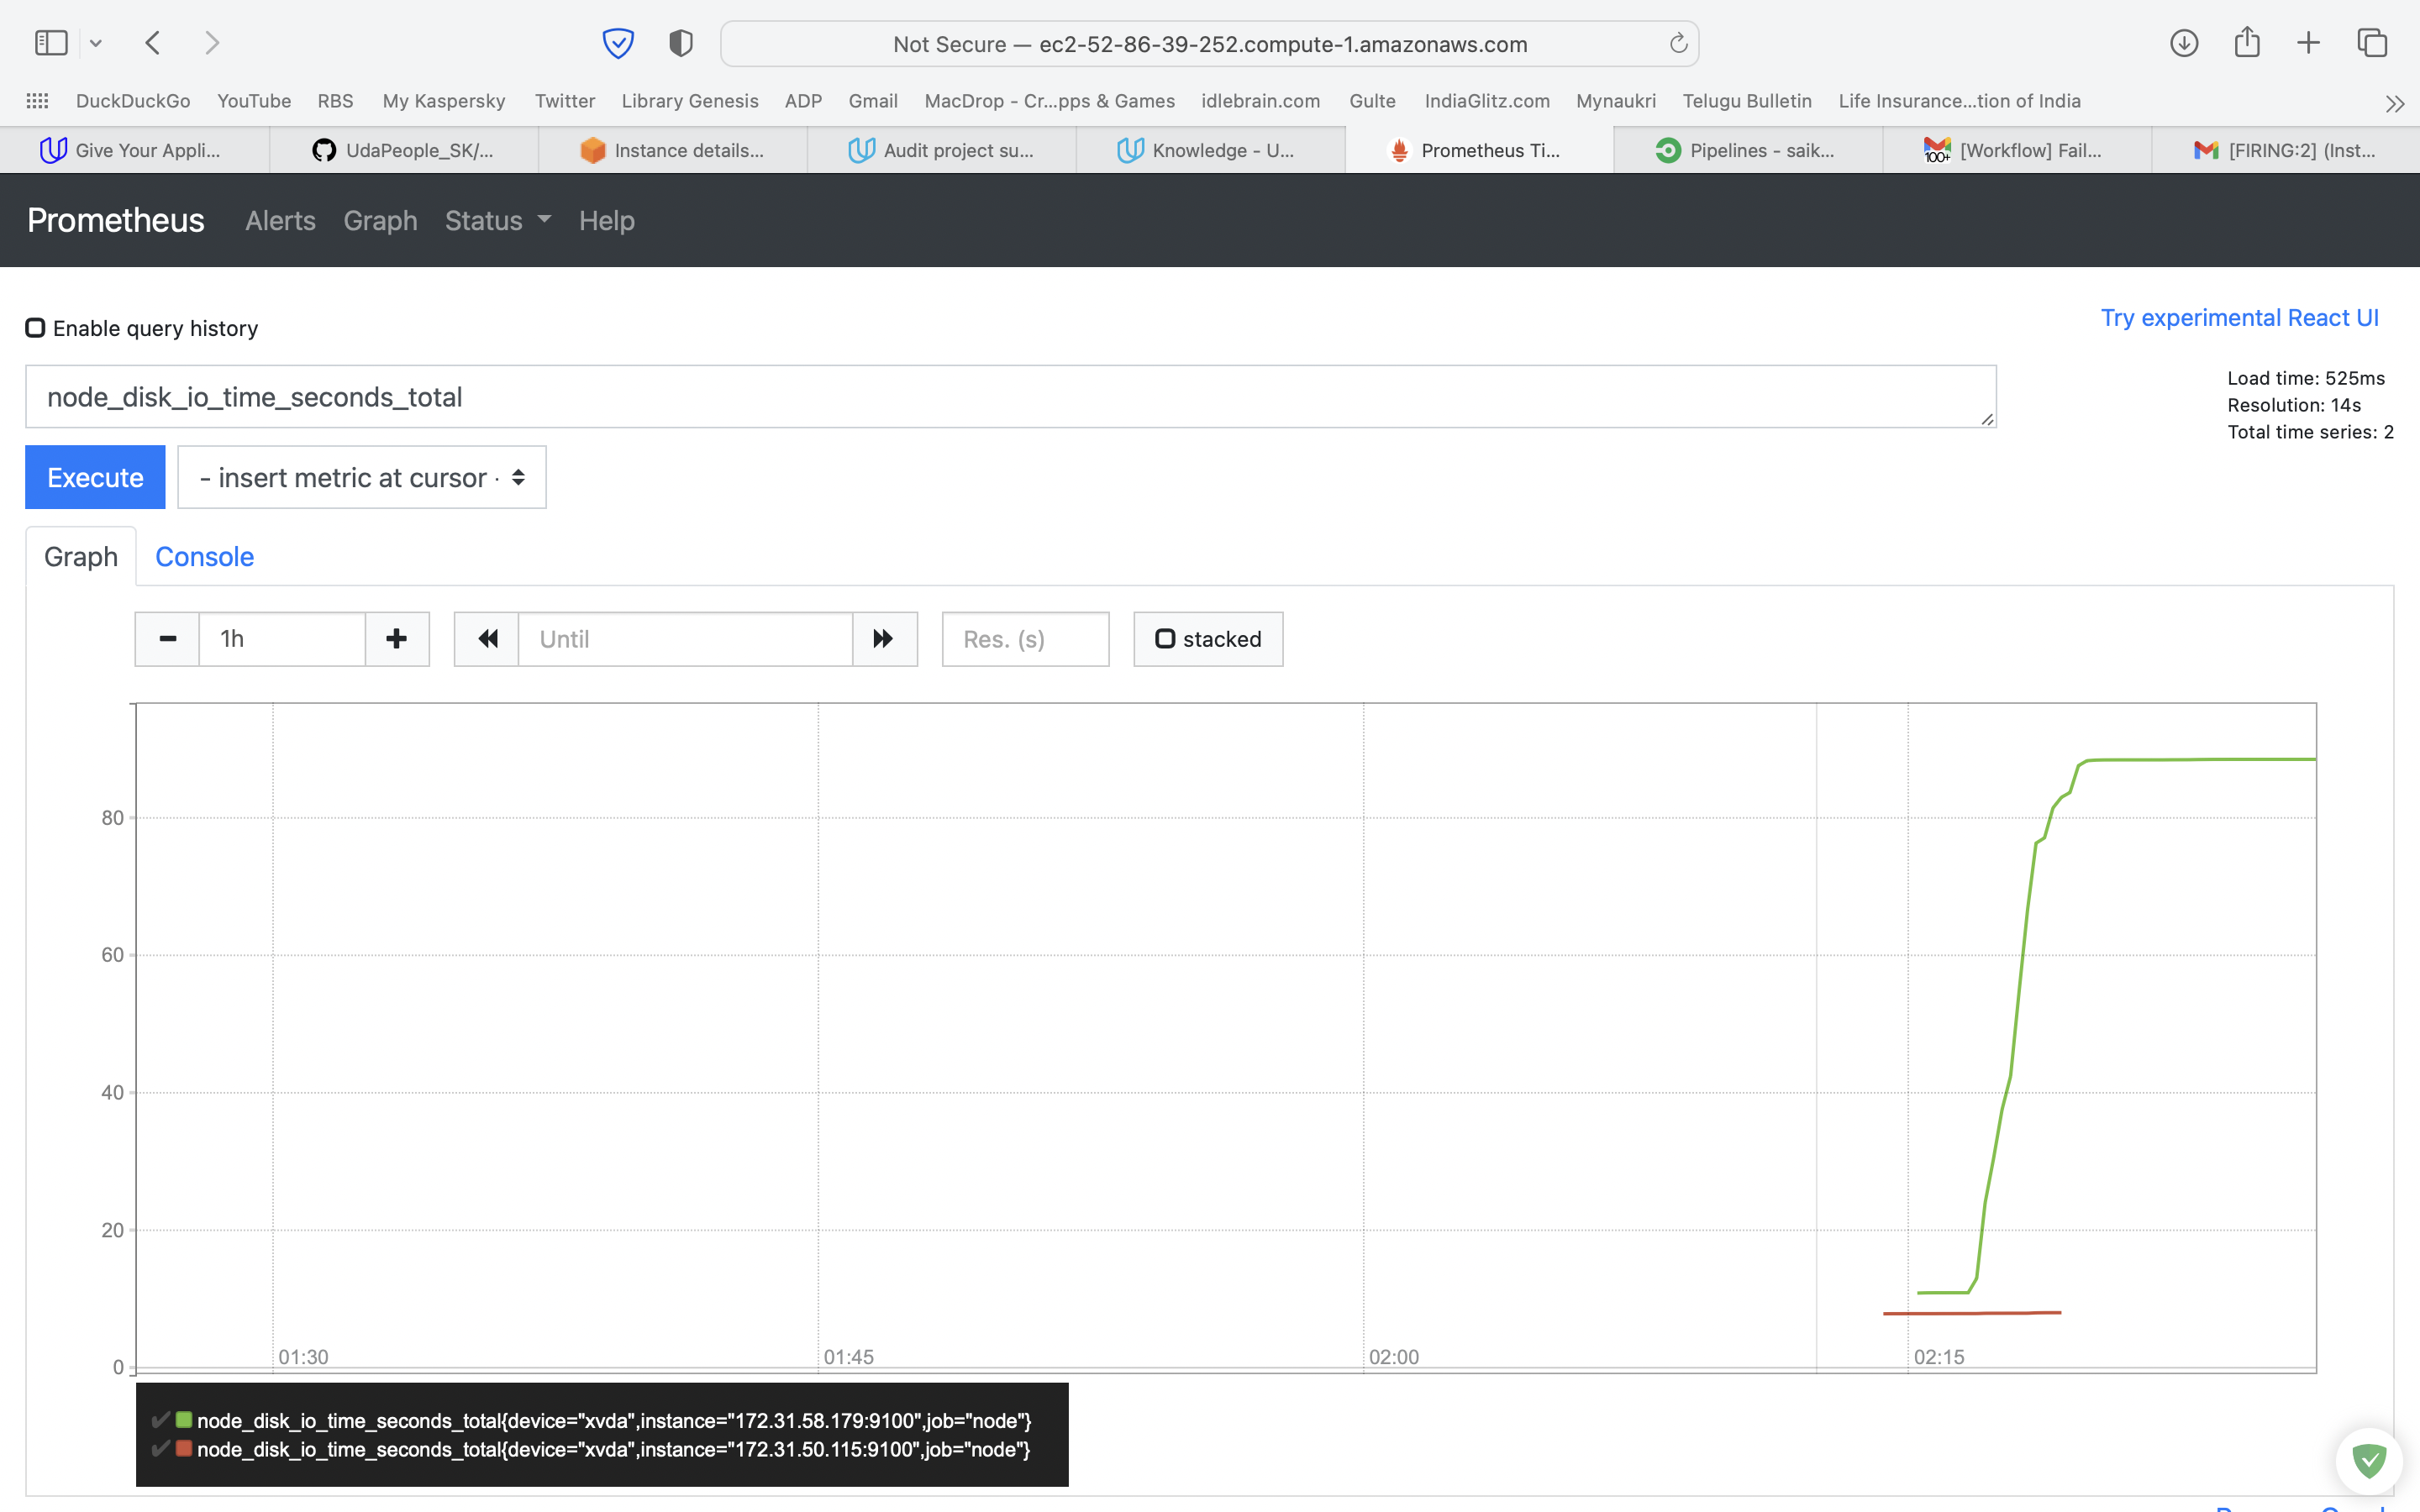 Not Secure — ec2-52-86-39-252.compute-1.amazonaws.com
DuckDuckGo YouTube RBS My Kaspersky Twitter Library Genesis ADP Gmail MacDrop - Cr...pps & Games idlebrain.com Gulte IndiaGlitz.com Mynaukri Telugu Bulletin Life Insurance...tion of India
Give Your Appli... UdaPeople_SK/... Instance details... Audit project su... Knowledge - U... Prometheus Ti... Pipelines - saik... 100+ [Workflow] Fail... [FIRING:2] (Inst...
Prometheus Alerts Graph Status Help
Enable query history
Try experimental React UI
node_disk_io_time_seconds_total
Load time: 525ms
Resolution: 14s
Total time series: 2
Execute - insert metric at cursor -
Graph Console
1h Until Res. (s) stacked
80
60
40
20
0
01:30 01:45 02:00 02:15
node_disk_io_time_seconds_total{device="xvda",instance="172.31.58.179:9100",job="node"}
node_disk_io_time_seconds_total{device="xvda",instance="172.31.50.115:9100",job="node"}